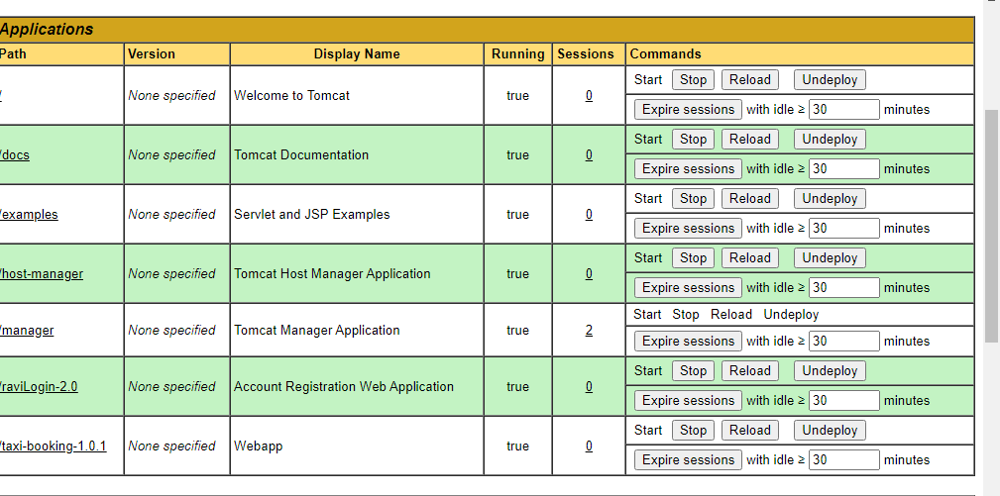 Applications
Path Version Display Name Running Sessions Commands
/ None specified Welcome to Tomcat true 0 Start Stop Reload Undeploy
Expire sessions with idle ≥ 30 minutes
/docs None specified Tomcat Documentation true 0 Start Stop Reload Undeploy
Expire sessions with idle ≥ 30 minutes
/examples None specified Servlet and JSP Examples true 0 Start Stop Reload Undeploy
Expire sessions with idle ≥ 30 minutes
/host-manager None specified Tomcat Host Manager Application true 0 Start Stop Reload Undeploy
Expire sessions with idle ≥ 30 minutes
/manager None specified Tomcat Manager Application true 2 Start Stop Reload Undeploy
Expire sessions with idle ≥ 30 minutes
/raviLogin-2.0 None specified Account Registration Web Application true 0 Start Stop Reload Undeploy
Expire sessions with idle ≥ 30 minutes
/taxi-booking-1.0.1 None specified Webapp true 0 Start Stop Reload Undeploy
Expire sessions with idle ≥ 30 minutes